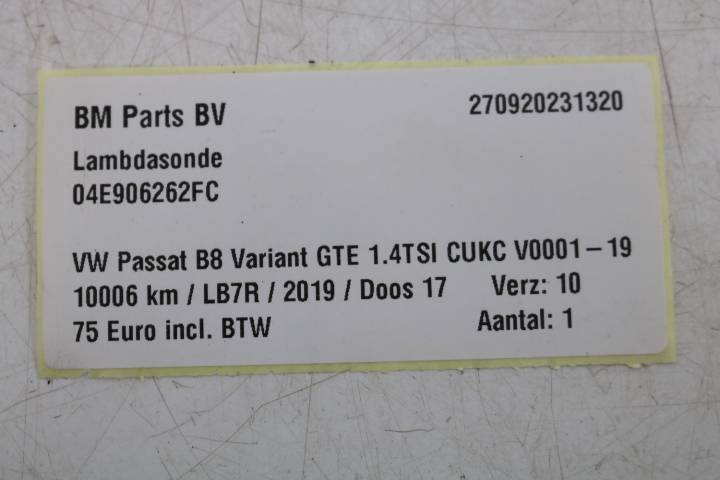 BM Parts BV 270920231320
Lambdasonde
04E906262FC
VW Passat B8 Variant GTE 1.4TSI CUKC V0001-19
10006 km / LB7R / 2019 / Doos 17 Verz: 10
75 Euro incl. BTW Aantal: 1